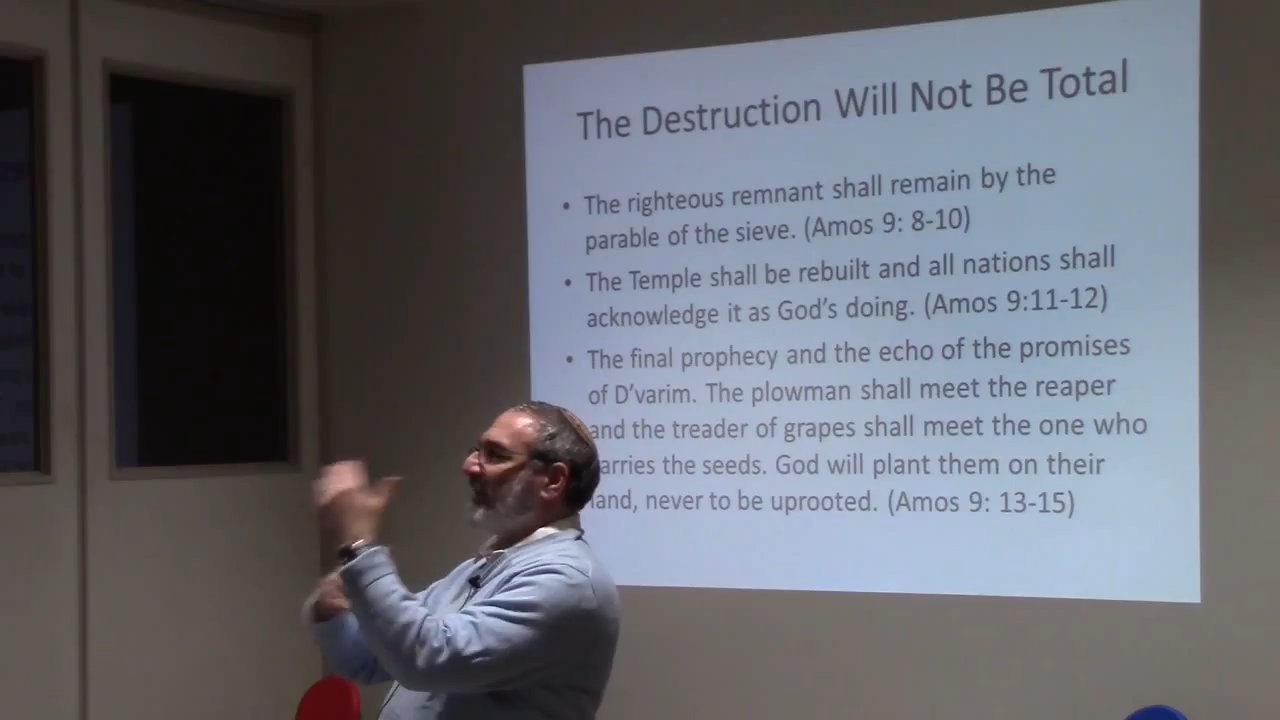 The Destruction Will Not Be Total
• The righteous remnant shall remain by the
parable of the sieve. (Amos 9: 8-10)
• The Temple shall be rebuilt and all nations shall
acknowledge it as God's doing. (Amos 9:11-12)
• The final prophecy and the echo of the promises
of D'varim. The plowman shall meet the reaper
and the treader of grapes shall meet the one who
arries the seeds. God will plant them on their
land, never to be uprooted. (Amos 9: 13-15)